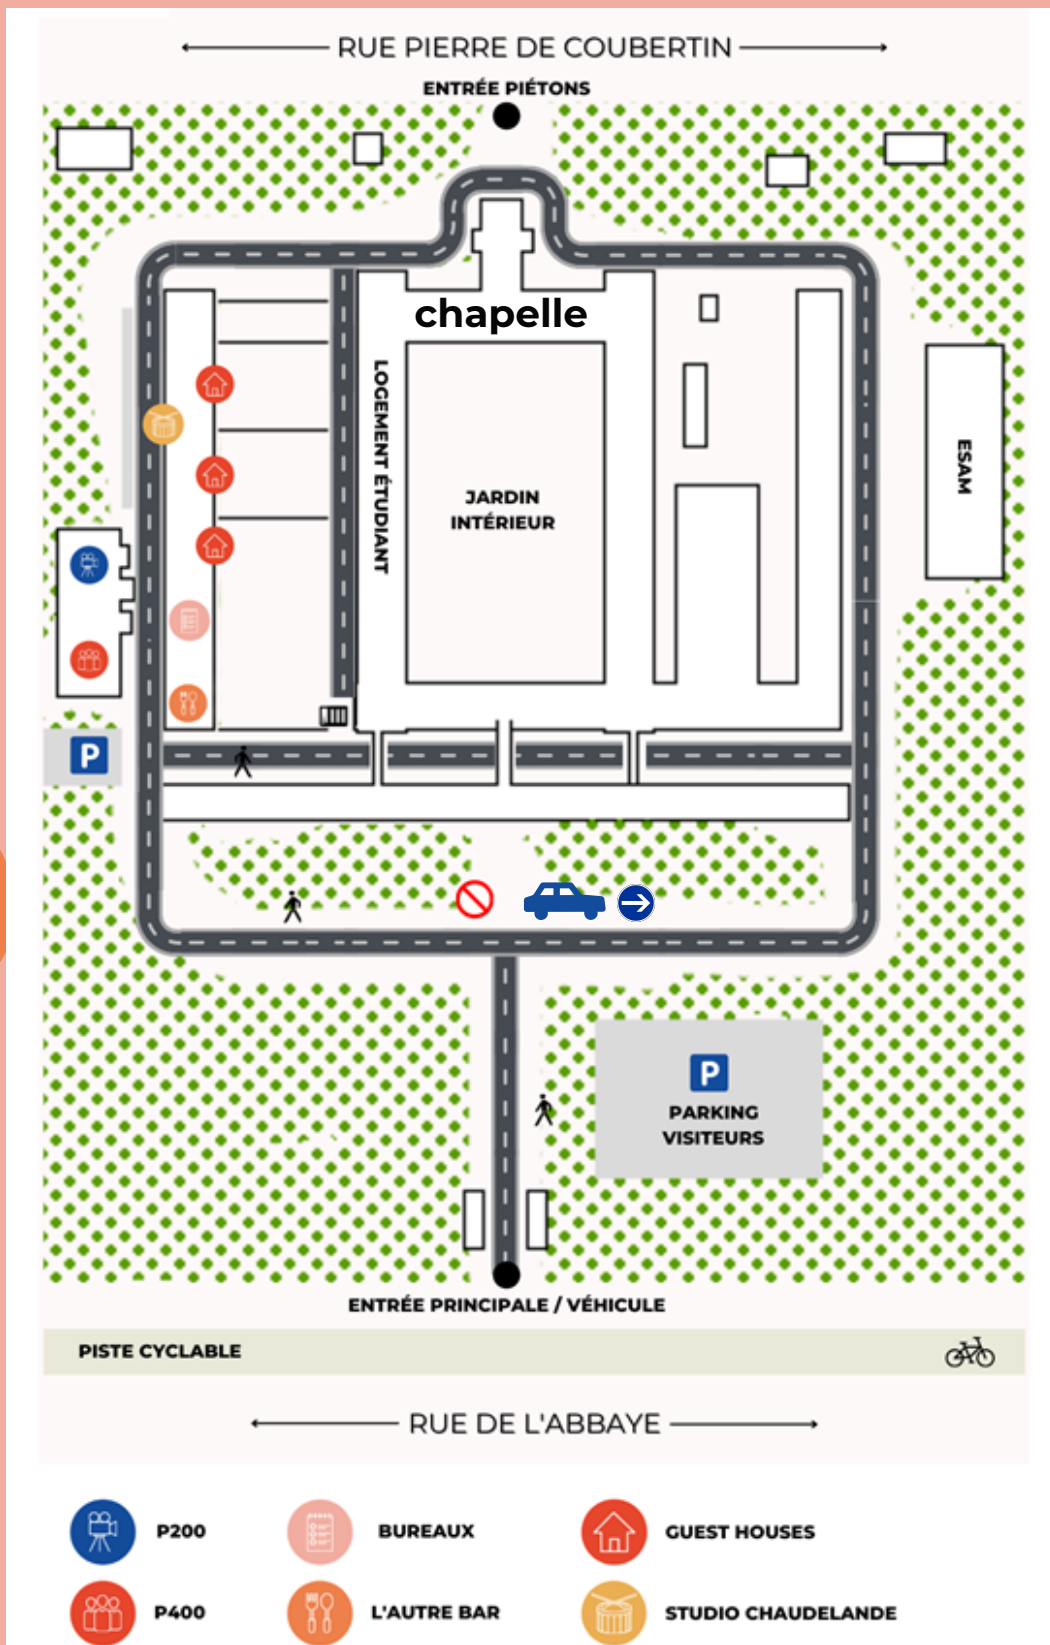 RUE PIERRE DE COUBERTIN
ENTRÉE PIÉTONS
chapelle
LOGEMENT ÉTUDIANT
JARDIN
INTÉRIEUR
ESAM
P
P
PARKING
VISITEURS
ENTRÉE PRINCIPALE / VÉHICULE
PISTE CYCLABLE
RUE DE L'ABBAYE
P200
BUREAUX
GUEST HOUSES
P400
L'AUTRE BAR
STUDIO CHAUDELANDE